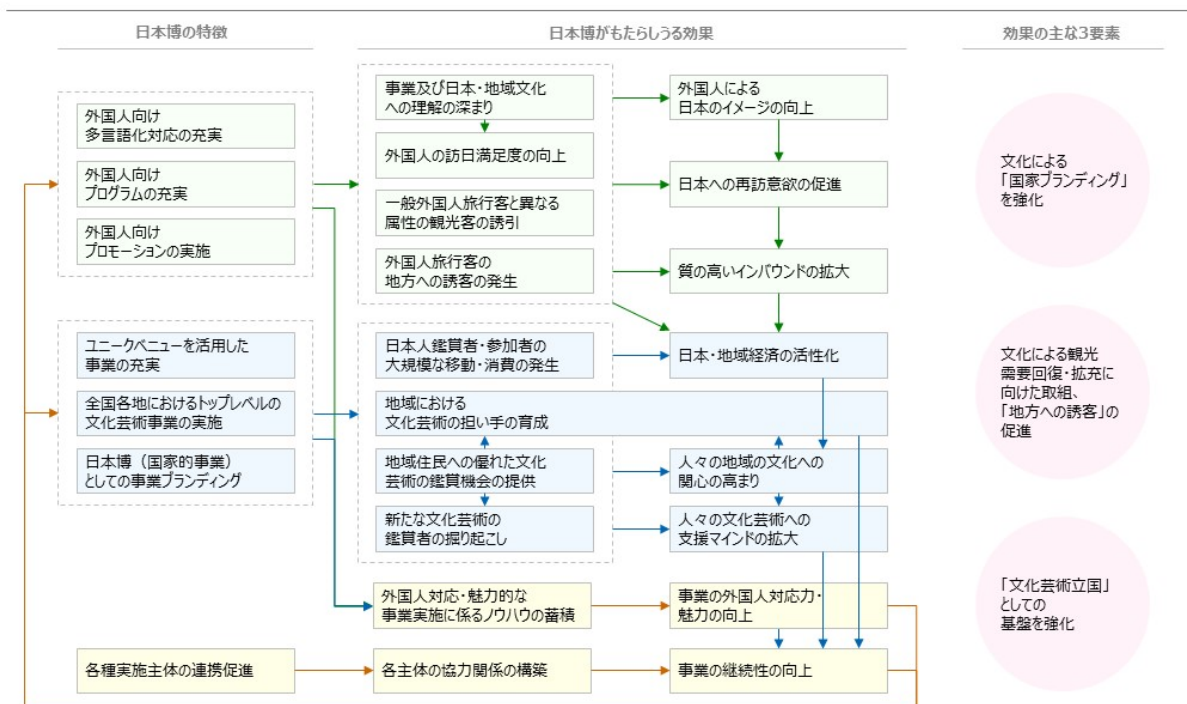 日本博の特徴
日本博がもたらしうる効果
効果の主な3要素
外国人向け
多言語化対応の充実
外国人向け
プログラムの充実
外国人向け
プロモーションの実施
事業及び日本・地域文化
への理解の深まり
外国人の訪日満足度の向上
一般外国人旅行客と異なる
属性の観光客の誘引
外国人旅行客の
地方への誘客の発生
外国人による
日本のイメージの向上
日本への再訪意欲の促進
質の高いインバウンドの拡大
文化による
「国家ブランディング」
を強化
ユニークベニューを活用した
事業の充実
全国各地におけるトップレベルの
文化芸術事業の実施
日本博（国家的事業）
としての事業ブランディング
日本人鑑賞者・参加者の
大規模な移動・消費の発生
地域における
文化芸術の担い手の育成
地域住民への優れた文化
芸術の鑑賞機会の提供
新たな文化芸術の
鑑賞者の掘り起こし
日本・地域経済の活性化
人々の地域の文化への
関心の高まり
人々の文化芸術への
支援マインドの拡大
文化による観光
需要回復・拡充に
向けた取組、
「地方への誘客」の
促進
外国人対応・魅力的な
事業実施に係るノウハウの蓄積
事業の外国人対応力・
魅力の向上
各種実施主体の連携促進
各主体の協力関係の構築
事業の継続性の向上
「文化芸術立国」
としての
基盤を強化